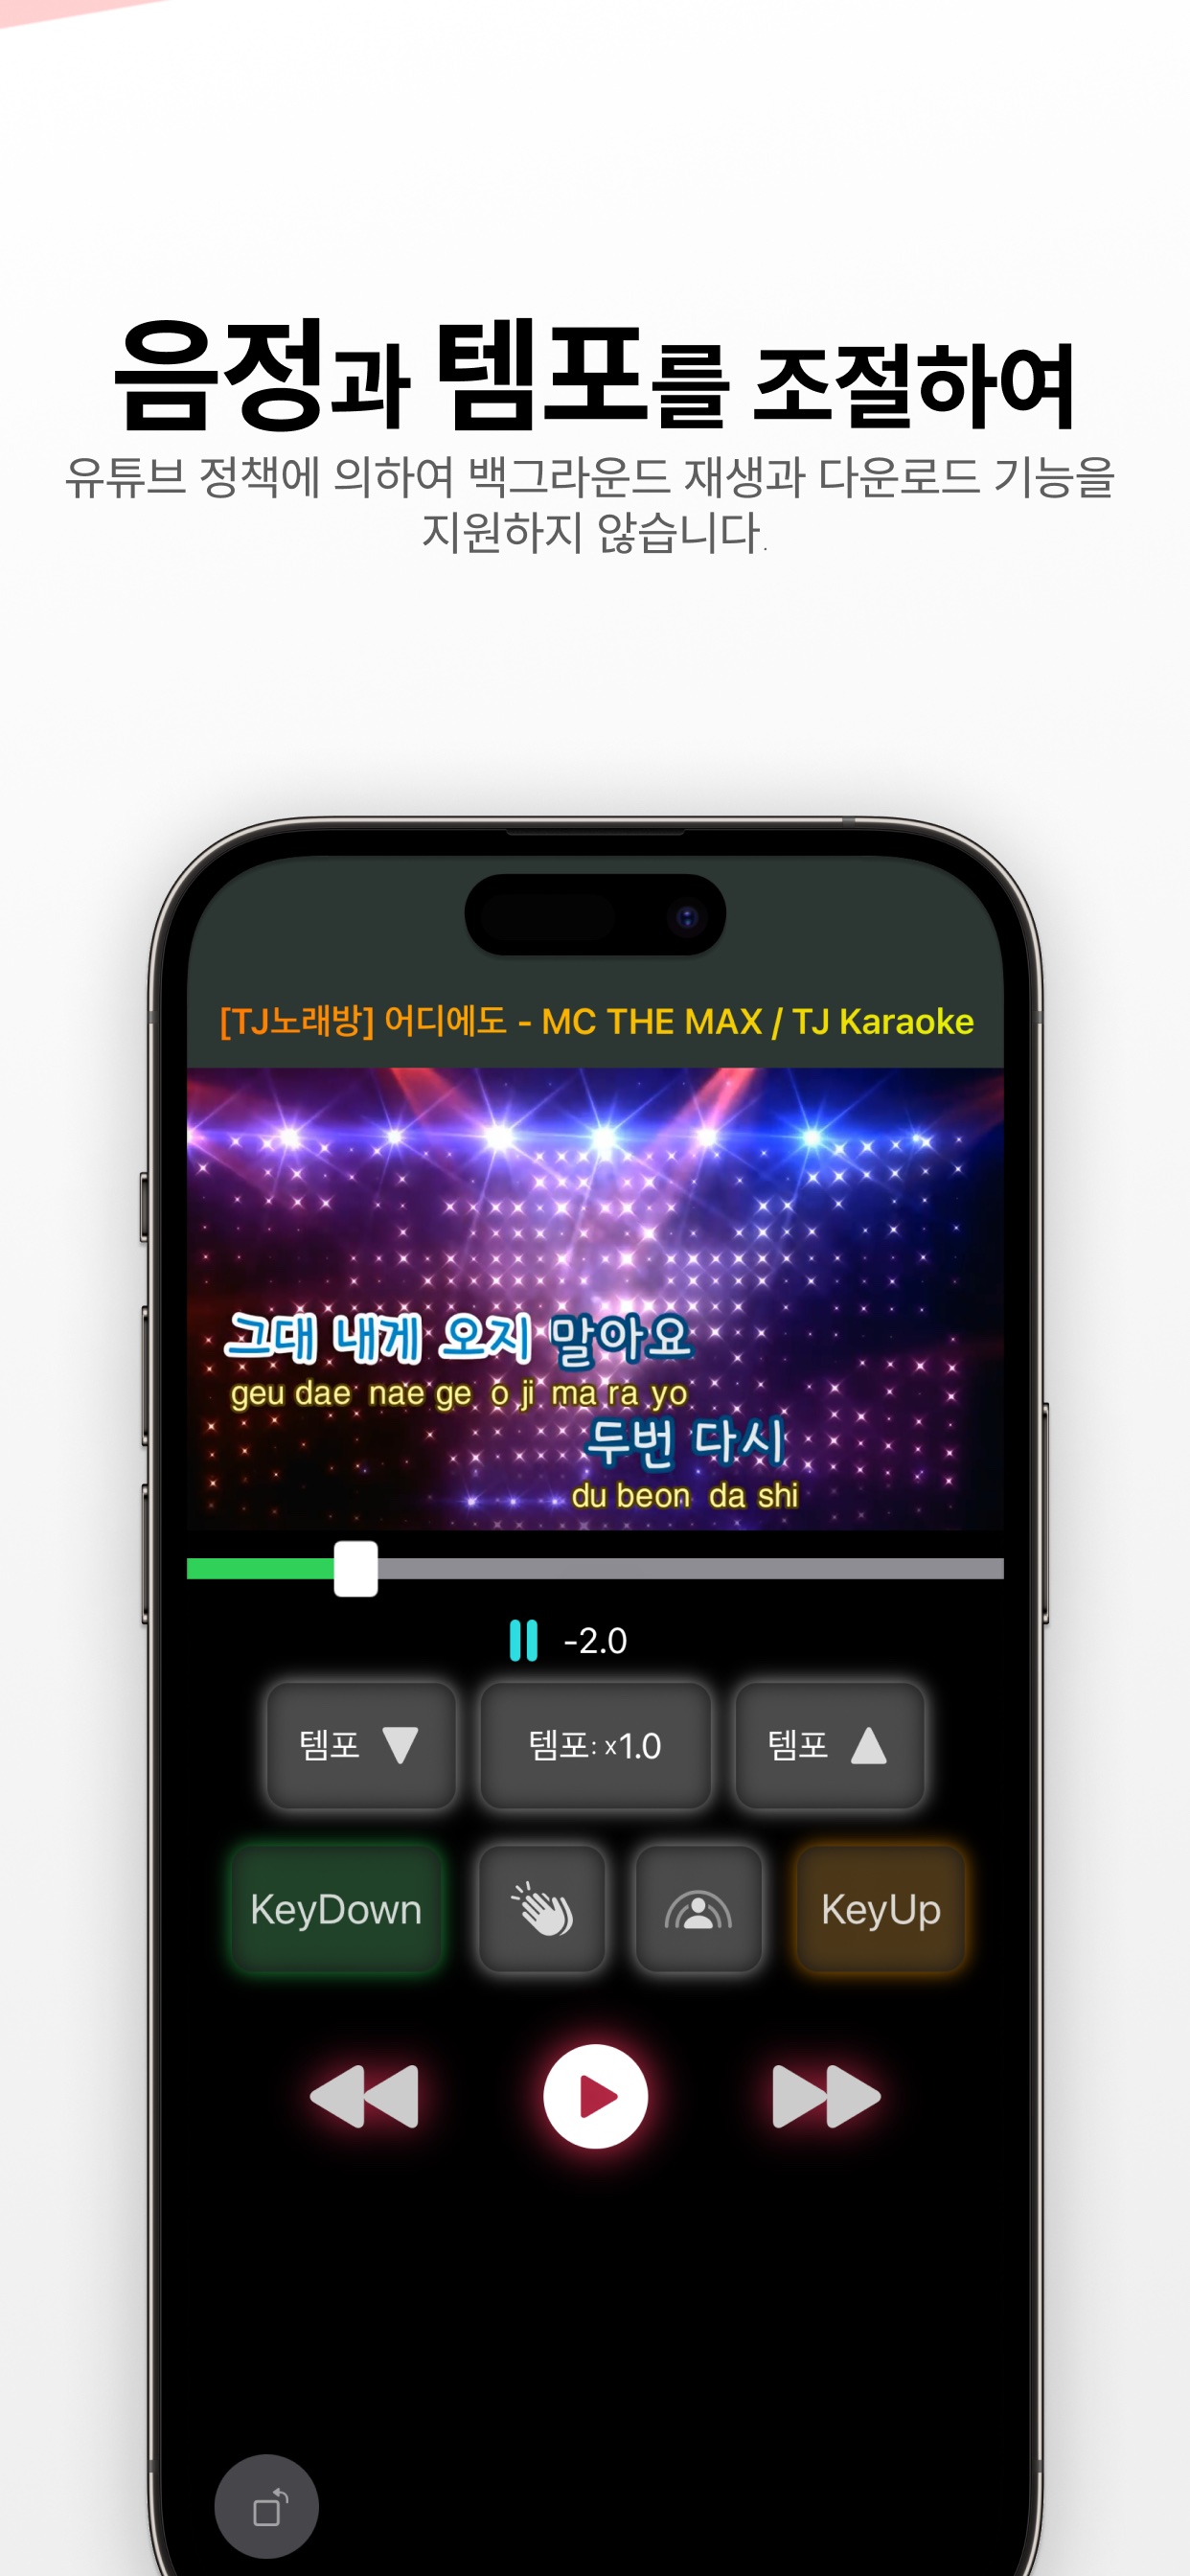 음정과 템포를 조절하여
유튜브 정책에 의하여 백그라운드 재생과 다운로드 기능을
지원하지 않습니다.
[TJ노래방] 어디에도 - MC THE MAX / TJ Karaoke
그대 내게 오지 말아요
geu dae nae ge o ji ma ra yo
두번 다시
du beon da shi
-2.0
템포 템포: x1.0 템포
KeyDown KeyUp